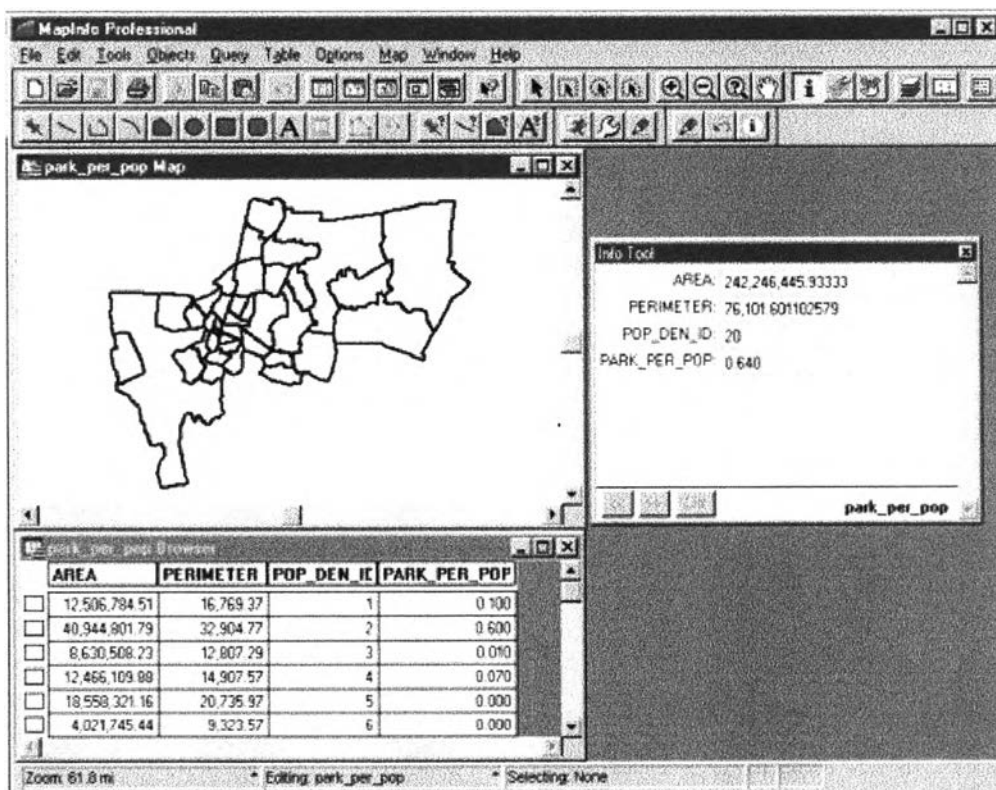 MapInfo Professional
File Edit Tools Objects Query Table Options Map Window Help
park_per_pop Map
Info Tool
AREA: 242,246,445.93333
PERIMETER: 76,101.601102579
POP_DEN_ID: 20
PARK_PER_POP: 0.640
park_per_pop
park_per_pop Browser
AREA PERIMETER POP_DEN_ID PARK_PER_POP
12,506,784.51 16,769.37 1 0.100
40,944,801.79 32,904.77 2 0.600
8,630,508.23 12,807.29 3 0.010
12,466,109.88 14,907.57 4 0.070
18,558,321.16 20,735.97 5 0.000
4,021,745.44 9,323.57 6 0.000
Zoom: 61.8 mi Editing: park_per_pop Selecting: None